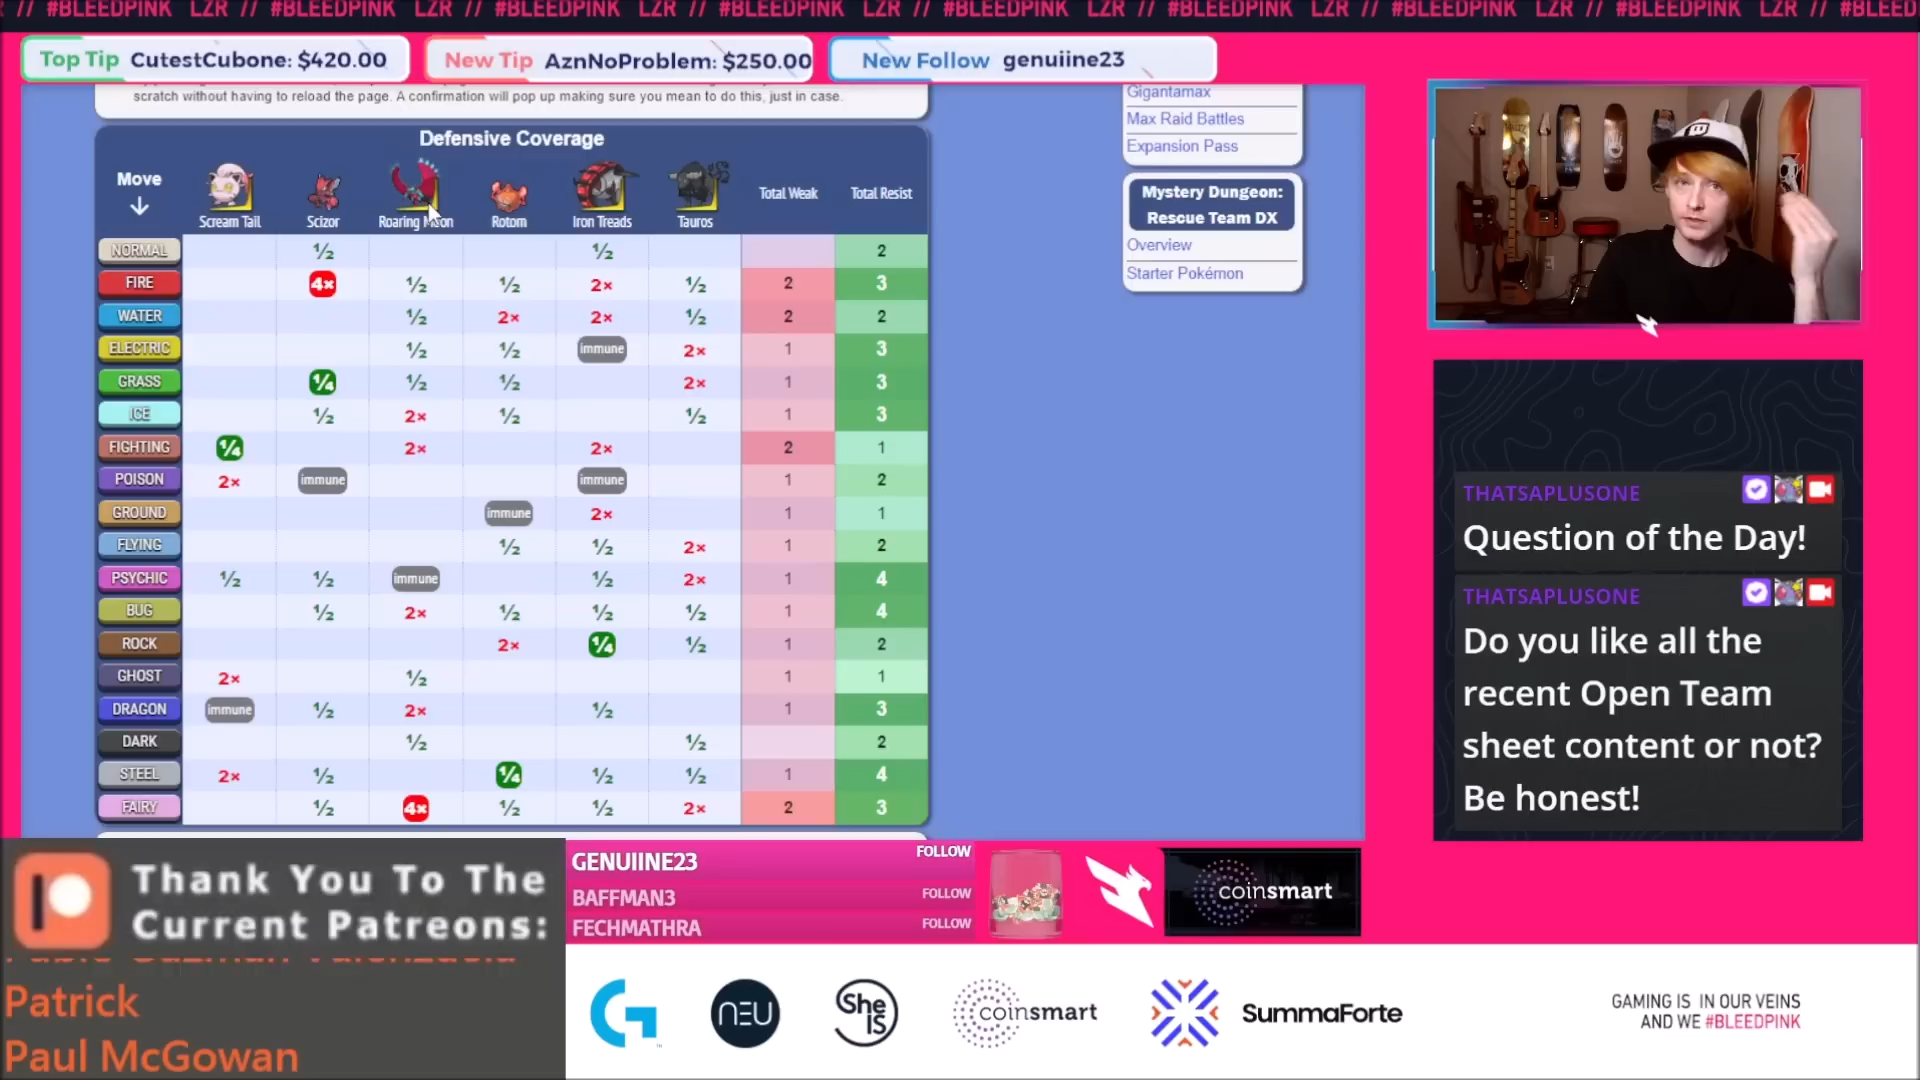 // #BLEEDPINK LZR // #BLEEDPINK LZR // #BLEEDPINK LZR // #BLEEDPINK LZR // #BLEEDPINK LZR // #BLEEDPINK LZR // #BLEEDPINK LZR // #BLEEDPINK LZR // #BLEED
Top Tip CutestCubone: $420.00
New Tip AznNoProblem: $250.00
New Follow genuiine23
scratch without having to reload the page. A confirmation will pop up making sure you mean to do this, just in case.
Defensive Coverage
Move Scream Tail Scizor Roaring Moon Rotom Iron Treads Tauros Total Weak Total Resist
NORMAL ½ ½ 2
FIRE 4× ½ ½ 2× ½ 2 3
WATER ½ 2× 2× ½ 2 2
ELECTRIC ½ ½ immune 2× 1 3
GRASS ¼ ½ ½ 2× 1 3
ICE ½ 2× ½ ½ 1 3
FIGHTING ¼ 2× 2× 2 1
POISON 2× immune immune 1 2
GROUND immune 2× 1 1
FLYING ½ ½ 2× 1 2
PSYCHIC ½ ½ immune ½ 2× 1 4
BUG ½ 2× ½ ½ ½ 1 4
ROCK 2× ¼ ½ 1 2
GHOST 2× ½ 1 1
DRAGON immune ½ 2× ½ 1 3
DARK ½ ½ 2
STEEL 2× ½ ¼ ½ ½ 1 4
FAIRY ½ 4× ½ ½ 2× 2 3
Gigantamax
Max Raid Battles
Expansion Pass
Mystery Dungeon:
Rescue Team DX
Overview
Starter Pokémon
THATSAPLUSONE
Question of the Day!
THATSAPLUSONE
Do you like all the
recent Open Team
sheet content or not?
Be honest!
Thank You To The
Current Patreons:
Patrick
Paul McGowan
GENUIINE23 FOLLOW
BAFFMAN3 FOLLOW
FECHMATHRA FOLLOW
coinsmart
G
NEU
She
IS
coinsmart
SummaForte
GAMING IS IN OUR VEINS
AND WE #BLEEDPINK